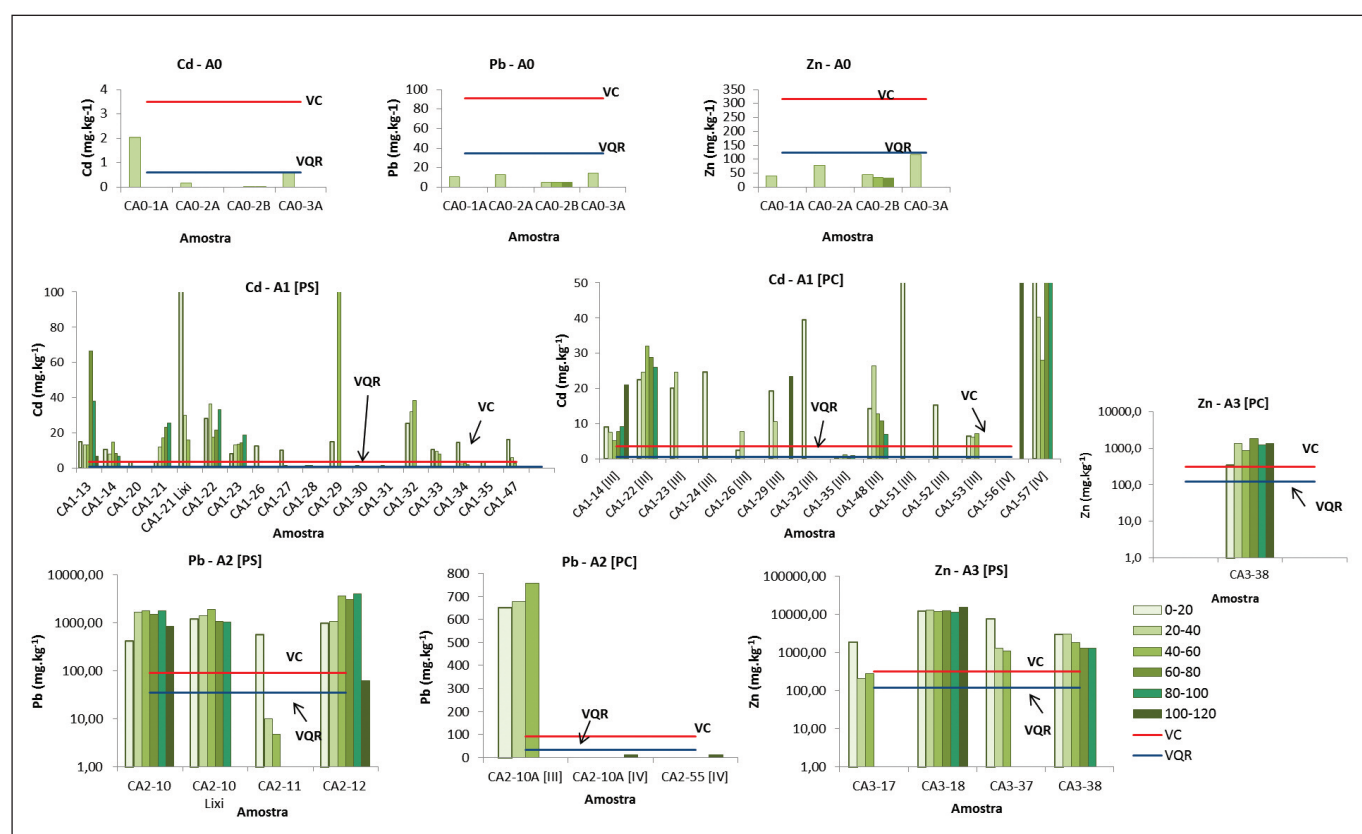 Cd - A0
Cd (mg.kg-1)
4
3
2
1
0
VC
VQR
CA0-1A CA0-2A CA0-2B CA0-3A
Amostra
Pb - A0
Pb (mg.kg-1)
100
80
60
40
20
0
VC
VQR
CA0-1A CA0-2A CA0-2B CA0-3A
Amostra
Zn - A0
Zn (mg.kg-1)
350
300
250
200
150
100
50
0
VC
VQR
CA0-1A CA0-2A CA0-2B CA0-3A
Amostra
Cd - A1 [PS]
Cd (mg.kg-1)
100
80
60
40
20
0
VQR
VC
CA1-13 CA1-14 CA1-20 CA1-21 CA1-21 Lixi CA1-22 CA1-23 CA1-26 CA1-27 CA1-28 CA1-29 CA1-30 CA1-31 CA1-32 CA1-33 CA1-34 CA1-35 CA1-47
Amostra
Cd - A1 [PC]
Cd (mg.kg-1)
50
40
30
20
10
0
VQR
VC
CA1-14 [III] CA1-22 [III] CA1-23 [III] CA1-24 [III] CA1-26 [III] CA1-29 [III] CA1-32 [III] CA1-35 [III] CA1-48 [III] CA1-51 [III] CA1-52 [III] CA1-53 [III] CA1-56 [IV] CA1-57 [IV]
Amostra
Zn - A3 [PC]
Zn (mg.kg-1)
10000,0
1000,0
100,0
10,0
1,0
VC
VQR
CA3-38
Amostra
Pb - A2 [PS]
Pb (mg.kg-1)
10000,00
1000,00
100,00
10,00
1,00
VC
VQR
CA2-10 CA2-10 Lixi CA2-11 CA2-12
Amostra
Pb - A2 [PC]
Pb (mg.kg-1)
800
700
600
500
400
300
200
100
0
VQR
VC
CA2-10A [III] CA2-10A [IV] CA2-55 [IV]
Amostra
Zn - A3 [PS]
Zn (mg.kg-1)
100000,00
10000,00
1000,00
100,00
10,00
1,00
VC
VQR
CA3-17 CA3-18 CA3-37 CA3-38
Amostra
0-20
20-40
40-60
60-80
80-100
100-120
VC
VQR